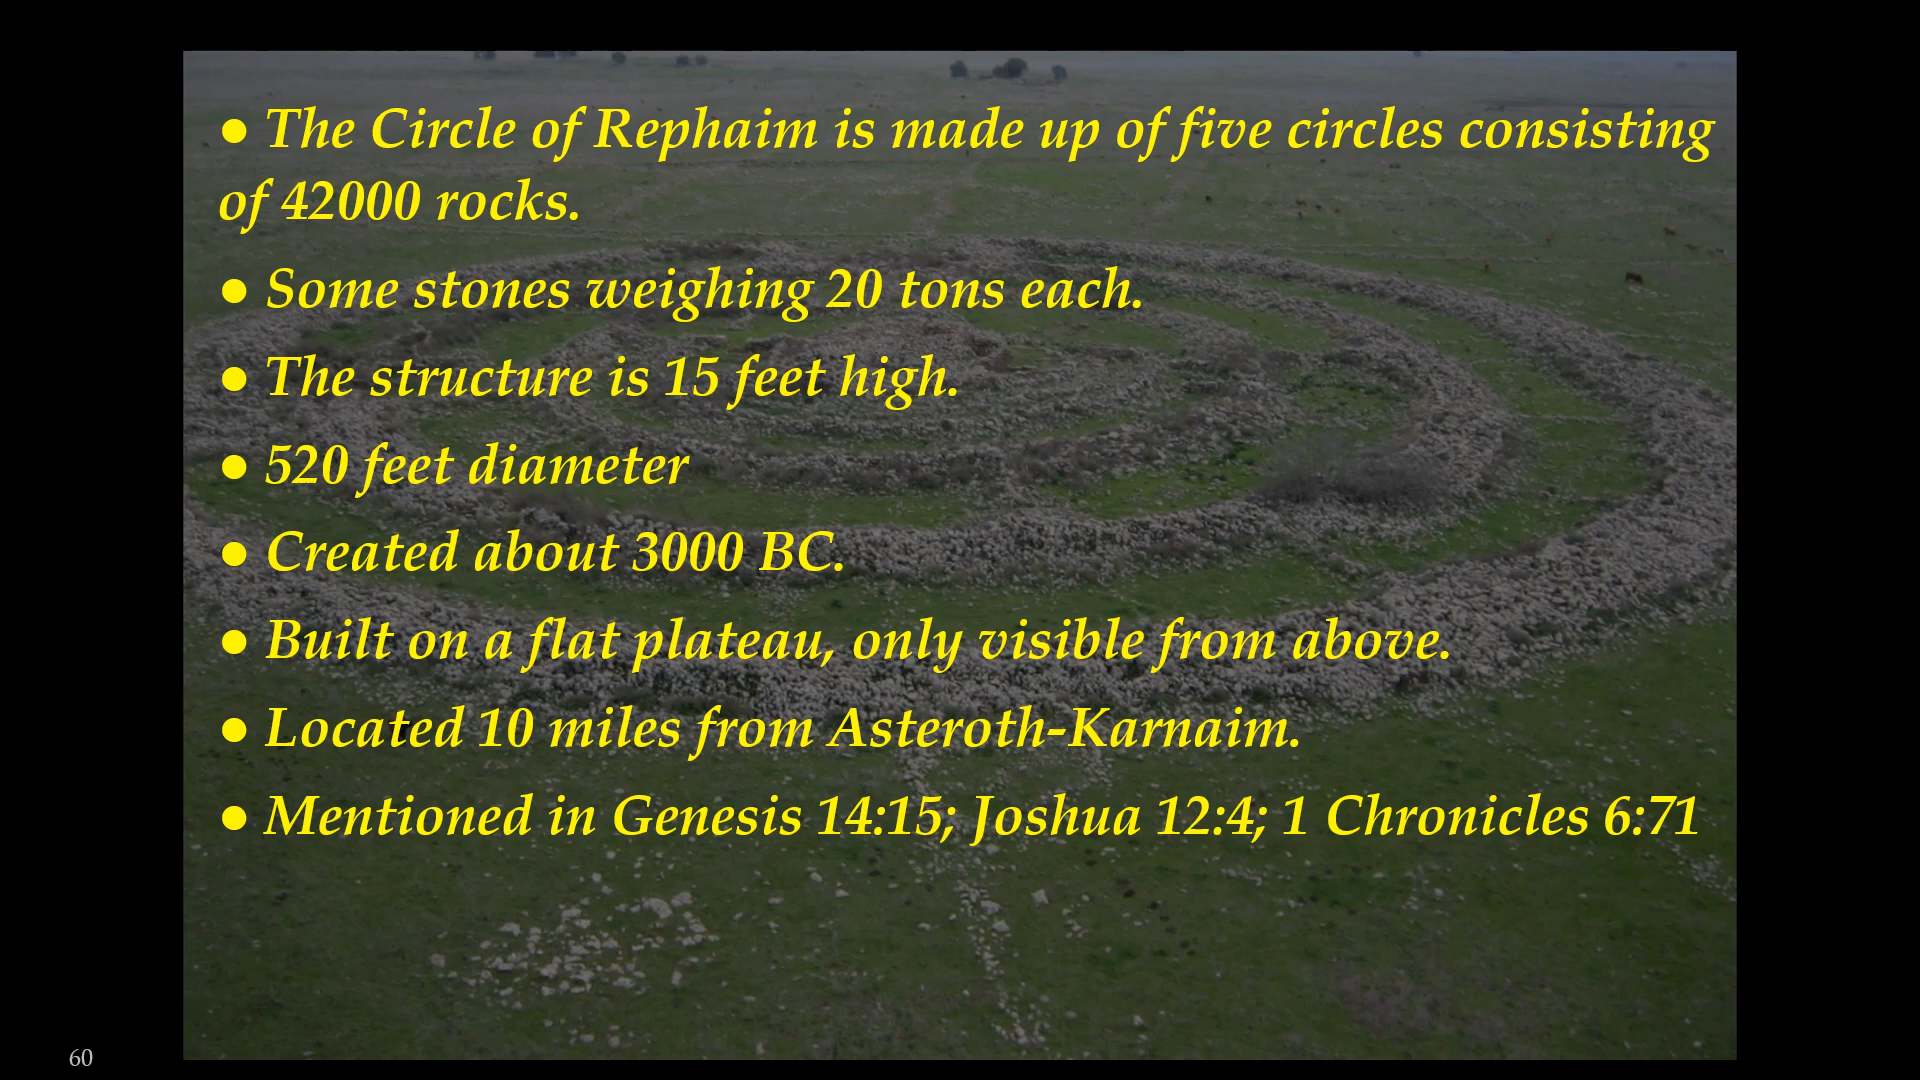 ● The Circle of Rephaim is made up of five circles consisting
of 42000 rocks.
● Some stones weighing 20 tons each.
● The structure is 15 feet high.
● 520 feet diameter
● Created about 3000 BC.
● Built on a flat plateau, only visible from above.
● Located 10 miles from Asteroth-Karnaim.
● Mentioned in Genesis 14:15; Joshua 12:4; 1 Chronicles 6:71
60